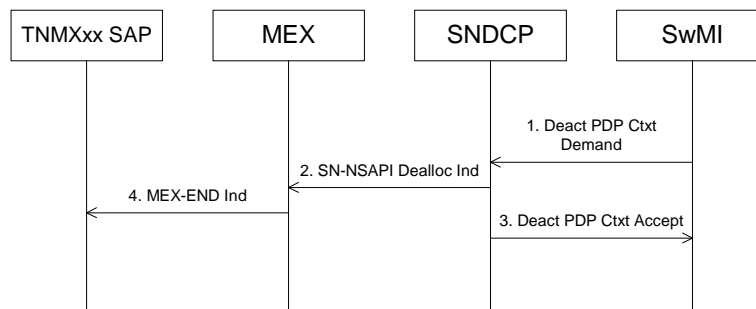 TNMXxx SAP
MEX
SNDCP
SwMI
1. Deact PDP Ctxt
Demand
2. SN-NSAPI Dealloc Ind
4. MEX-END Ind
3. Deact PDP Ctxt Accept